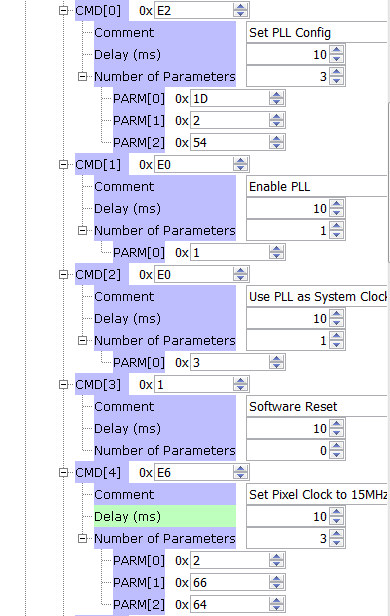 CMD[0] 0x E2
Comment Set PLL Config
Delay (ms) 10
Number of Parameters 3
PARM[0] 0x 1D
PARM[1] 0x 2
PARM[2] 0x 54
CMD[1] 0x E0
Comment Enable PLL
Delay (ms) 10
Number of Parameters 1
PARM[0] 0x 1
CMD[2] 0x E0
Comment Use PLL as System Clock
Delay (ms) 10
Number of Parameters 1
PARM[0] 0x 3
CMD[3] 0x 1
Comment Software Reset
Delay (ms) 10
Number of Parameters 0
CMD[4] 0x E6
Comment Set Pixel Clock to 15MHz
Delay (ms) 10
Number of Parameters 3
PARM[0] 0x 2
PARM[1] 0x 66
PARM[2] 0x 64